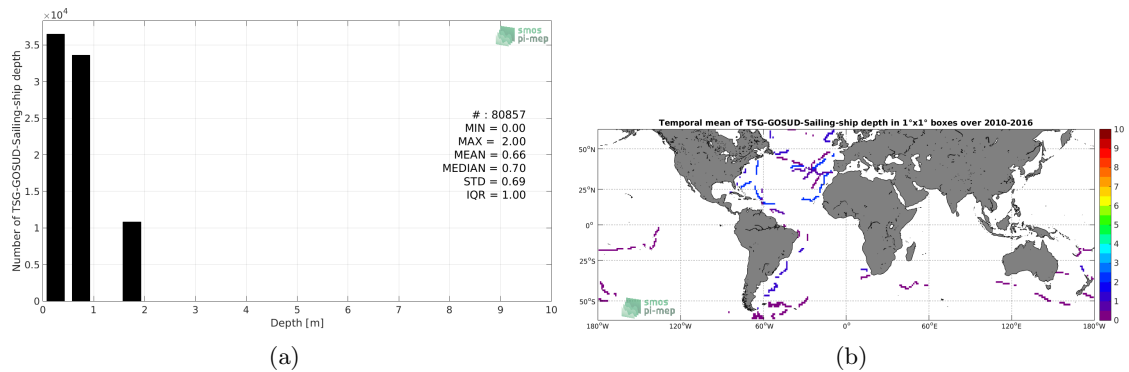 ×10⁴
3.5
3
2.5
2
1.5
1
0.5
0
Number of TSG-GOSUD-Sailing-ship depth
smos
pi-mep
# : 80857
MIN = 0.00
MAX = 2.00
MEAN = 0.66
MEDIAN = 0.70
STD = 0.69
IQR = 1.00
0 1 2 3 4 5 6 7 8 9 10
Depth [m]
(a)
Temporal mean of TSG-GOSUD-Sailing-ship depth in 1°x1° boxes over 2010-2016
50°N
25°N
0°
25°S
50°S
smos
pi-mep
180°W 120°W 60°W 0° 60°E 120°E 180°W
10
9
8
7
6
5
4
3
2
1
0
(b)